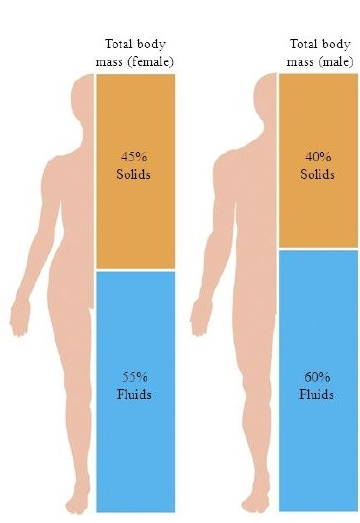 Total body
mass (female)
45%
Solids
55%
Fluids
Total body
mass (male)
40%
Solids
60%
Fluids